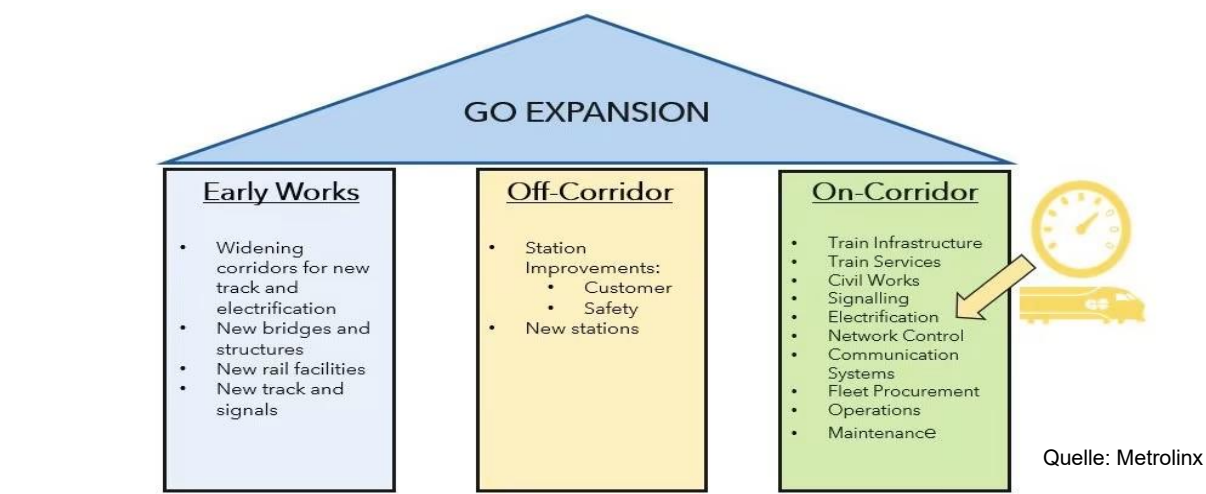 GO EXPANSION
Early Works
• Widening
corridors for new
track and
electrification
• New bridges and
structures
• New rail facilities
• New track and
signals
Off-Corridor
• Station
Improvements:
• Customer
• Safety
• New stations
On-Corridor
• Train Infrastructure
• Train Services
• Civil Works
• Signalling
• Electrification
• Network Control
• Communication
Systems
• Fleet Procurement
• Operations
• Maintenance
Quelle: Metrolinx